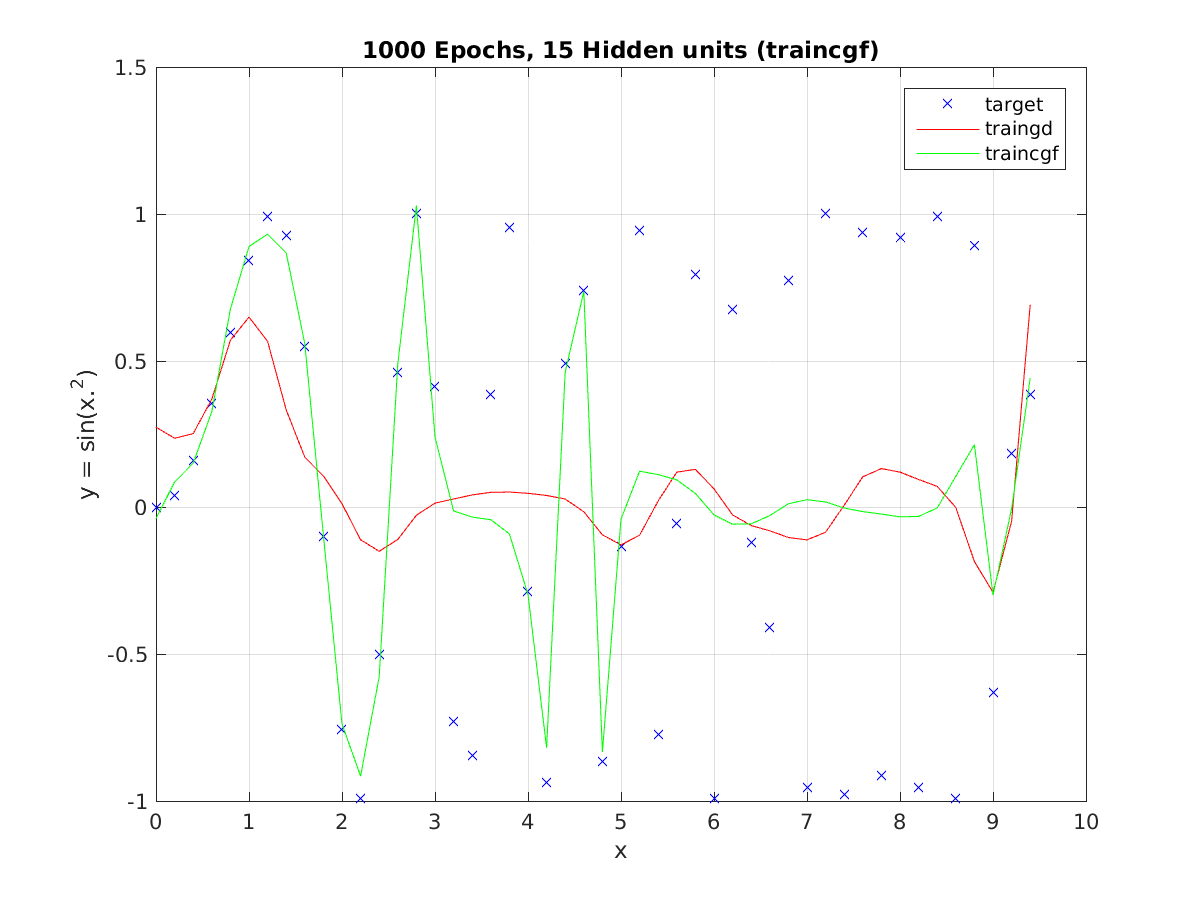 1000 Epochs, 15 Hidden units (traincgf)
target
traingd
traincgf
1.5
1
0.5
0
-0.5
-1
y = sin(x.²)
0 1 2 3 4 5 6 7 8 9 10
x